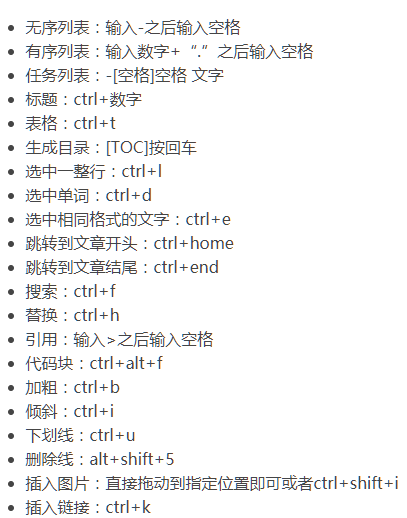 无序列表：输入-之后输入空格
有序列表：输入数字+“.”之后输入空格
任务列表：-[空格]空格 文字
标题：ctrl+数字
表格：ctrl+t
生成目录：[TOC]按回车
选中一整行：ctrl+l
选中单词：ctrl+d
选中相同格式的文字：ctrl+e
跳转到文章开头：ctrl+home
跳转到文章结尾：ctrl+end
搜索：ctrl+f
替换：ctrl+h
引用：输入>之后输入空格
代码块：ctrl+alt+f
加粗：ctrl+b
倾斜：ctrl+i
下划线：ctrl+u
删除线：alt+shift+5
插入图片：直接拖动到指定位置即可或者ctrl+shift+i
插入链接：ctrl+k